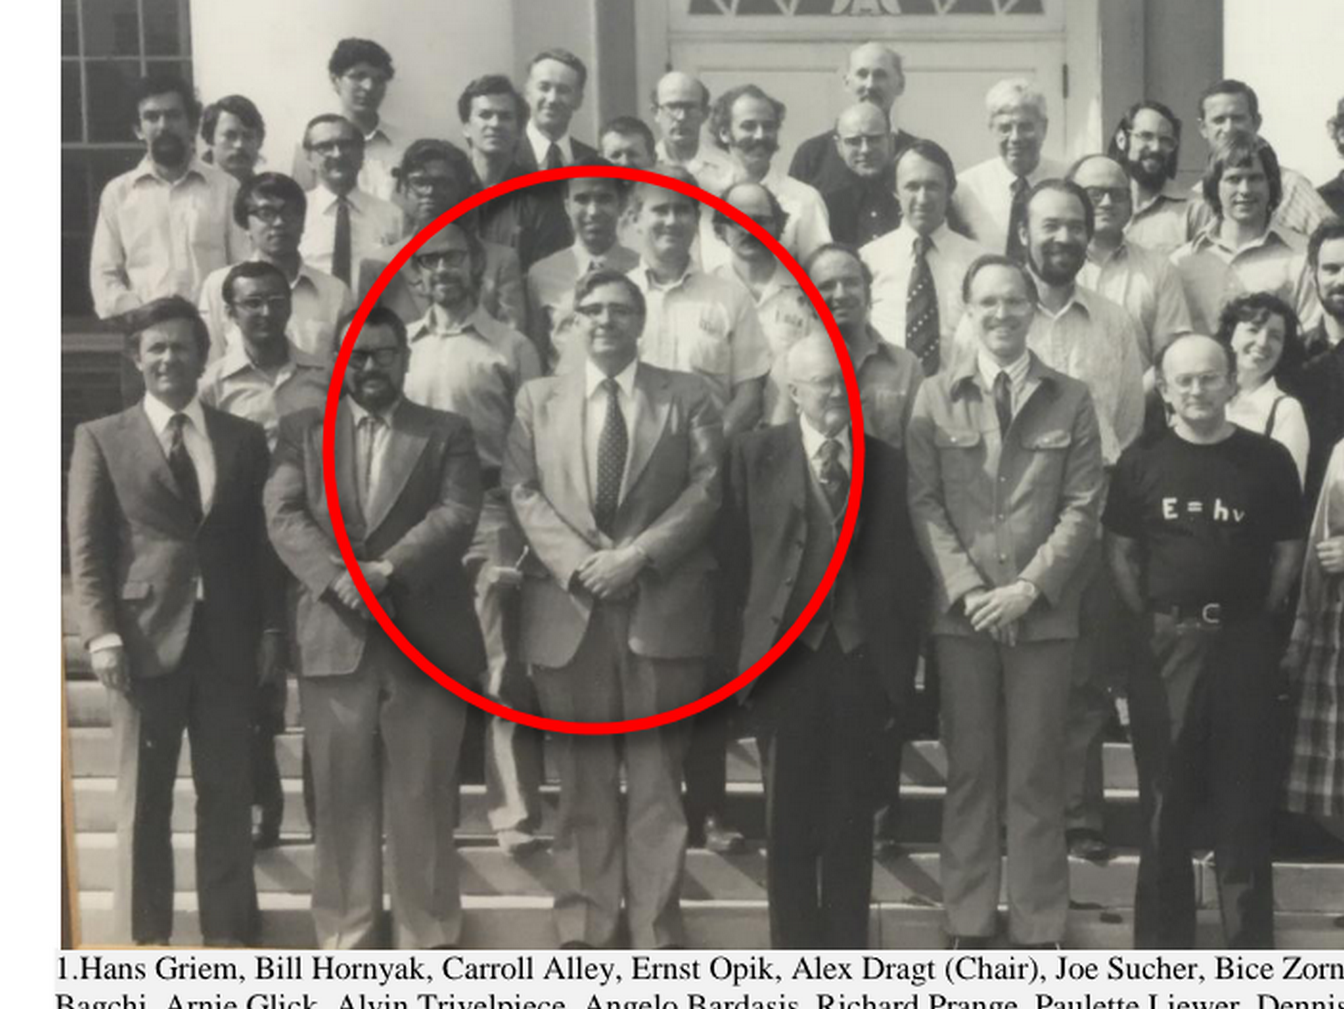 E = hν
1.Hans Griem, Bill Hornyak, Carroll Alley, Ernst Opik, Alex Dragt (Chair), Joe Sucher, Bice Zorn
Bagchi, Arnie Glick, Alvin Trivelpiece, Angelo Bardasis, Richard Prange, Paulette Liewer, Dennis